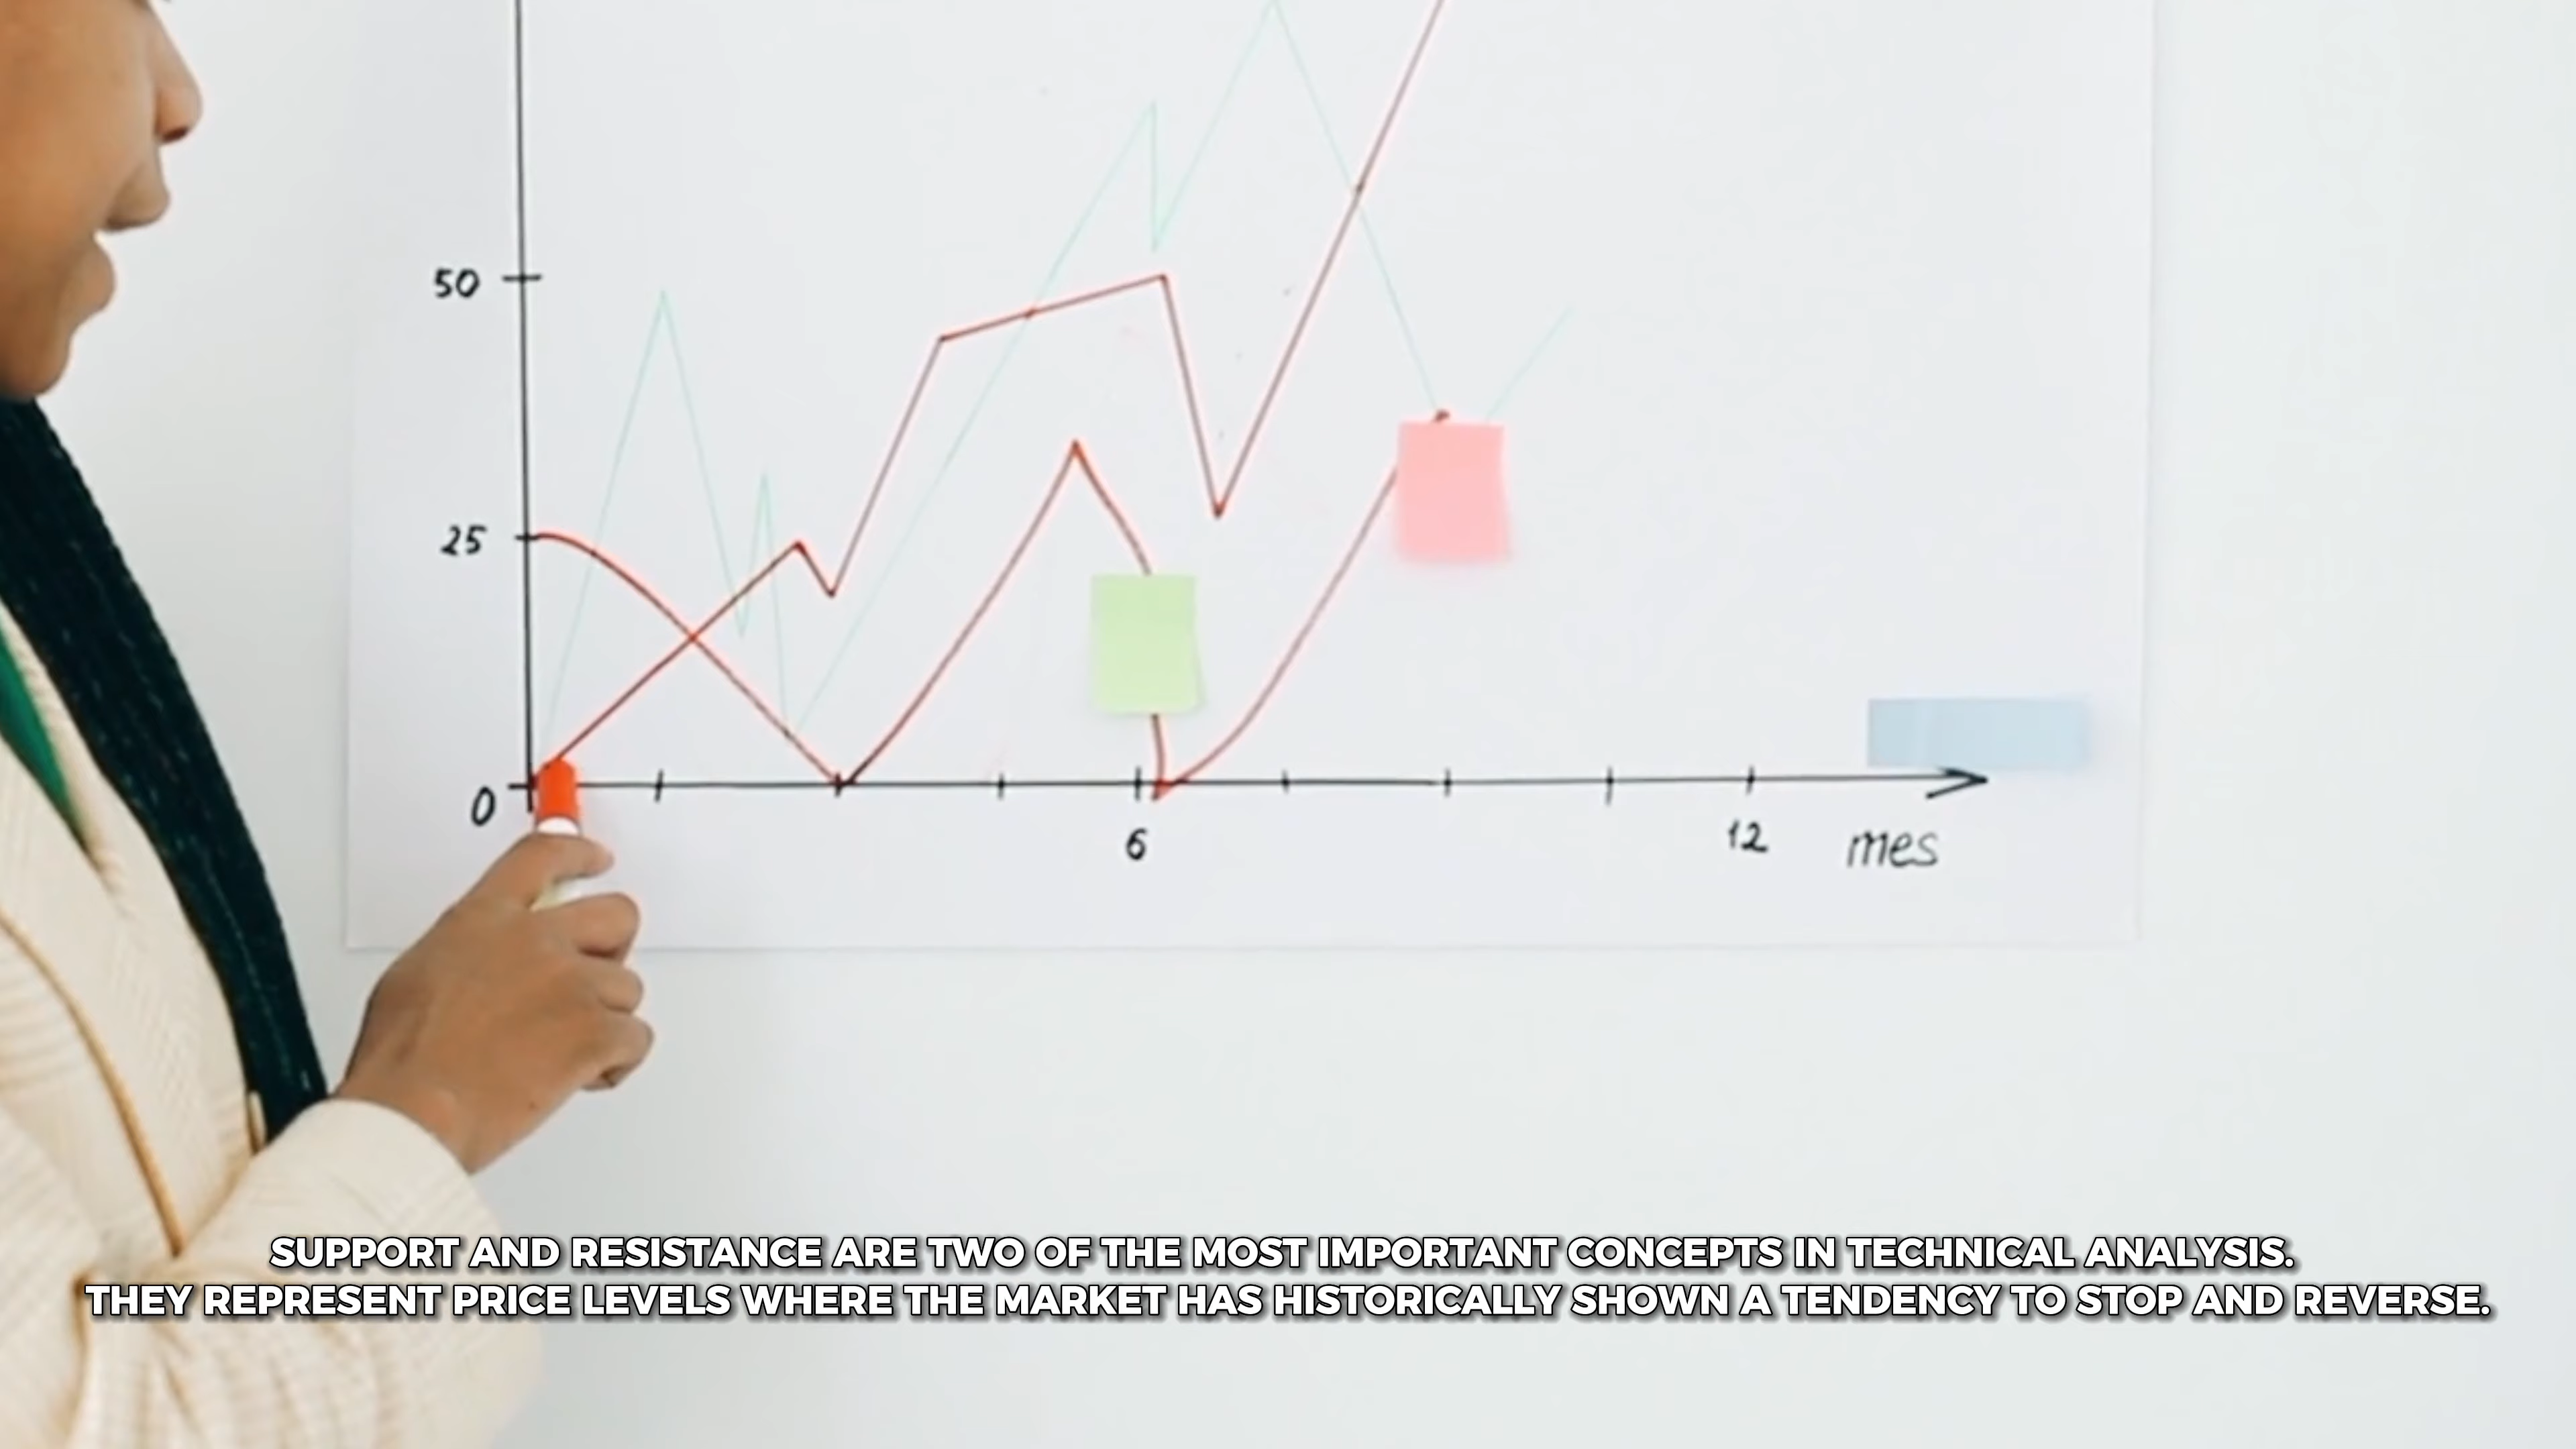 50
25
0
6
12
mes
SUPPORT AND RESISTANCE ARE TWO OF THE MOST IMPORTANT CONCEPTS IN TECHNICAL ANALYSIS.
THEY REPRESENT PRICE LEVELS WHERE THE MARKET HAS HISTORICALLY SHOWN A TENDENCY TO STOP AND REVERSE.